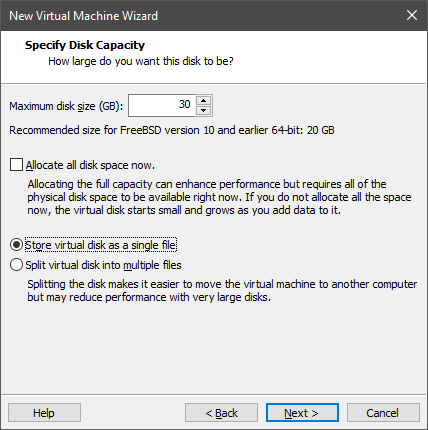 New Virtual Machine Wizard
Specify Disk Capacity
How large do you want this disk to be?
Maximum disk size (GB): 30
Recommended size for FreeBSD version 10 and earlier 64-bit: 20 GB
Allocate all disk space now.
Allocating the full capacity can enhance performance but requires all of the
physical disk space to be available right now. If you do not allocate all the space
now, the virtual disk starts small and grows as you add data to it.
Store virtual disk as a single file
Split virtual disk into multiple files
Splitting the disk makes it easier to move the virtual machine to another computer
but may reduce performance with very large disks.
Help < Back Next > Cancel